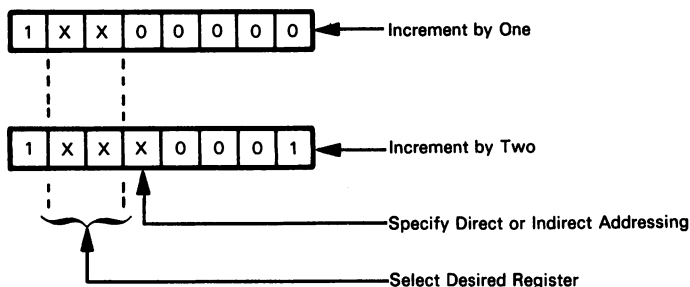 1 X X 0 0 0 0 0 Increment by One
1 X X X 0 0 0 1 Increment by Two
Specify Direct or Indirect Addressing
Select Desired Register